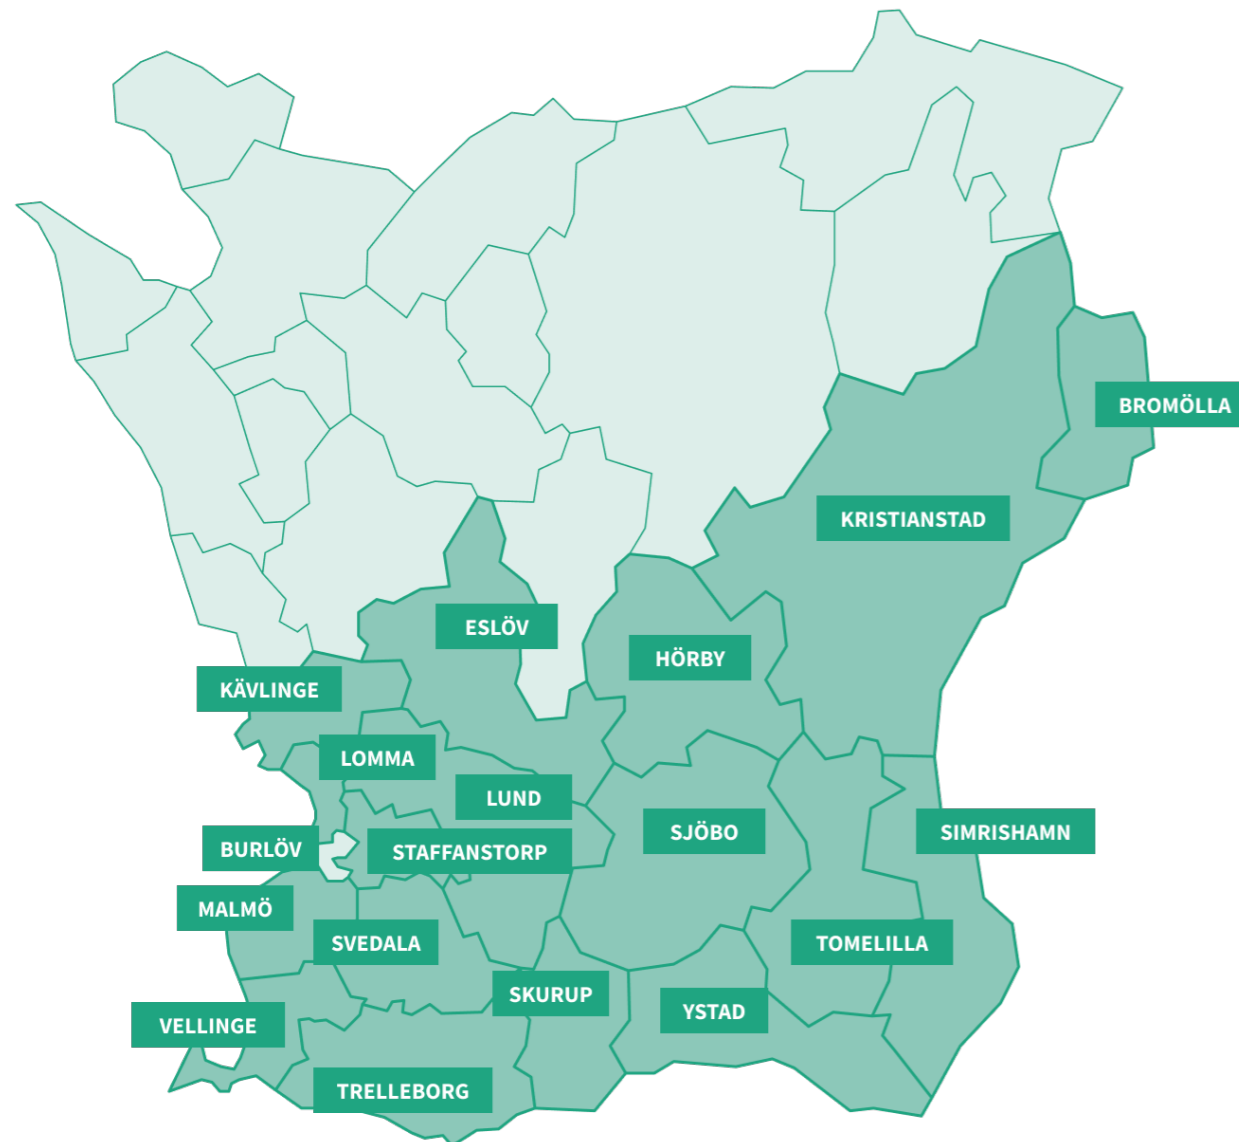 BROMÖLLA
KRISTIANSTAD
ESLÖV
HÖRBY
KÄVLINGE
LOMMA
LUND
SJÖBO
SIMRISHAMN
BURLÖV
STAFFANSTORP
MALMÖ
SVEDALA
TOMELILLA
SKURUP
YSTAD
VELLINGE
TRELLEBORG